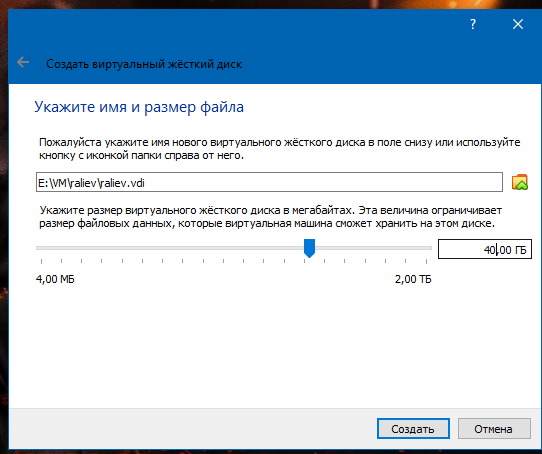 ?
Создать виртуальный жёсткий диск
Укажите имя и размер файла
Пожалуйста укажите имя нового виртуального жёсткого диска в поле снизу или используйте
кнопку с иконкой папки справа от него.
E:\VM\raliev\raliev.vdi
Укажите размер виртуального жёсткого диска в мегабайтах. Эта величина ограничивает
размер файловых данных, которые виртуальная машина сможет хранить на этом диске.
40,00 ГБ
4,00 МБ
2,00 ТБ
Создать
Отмена